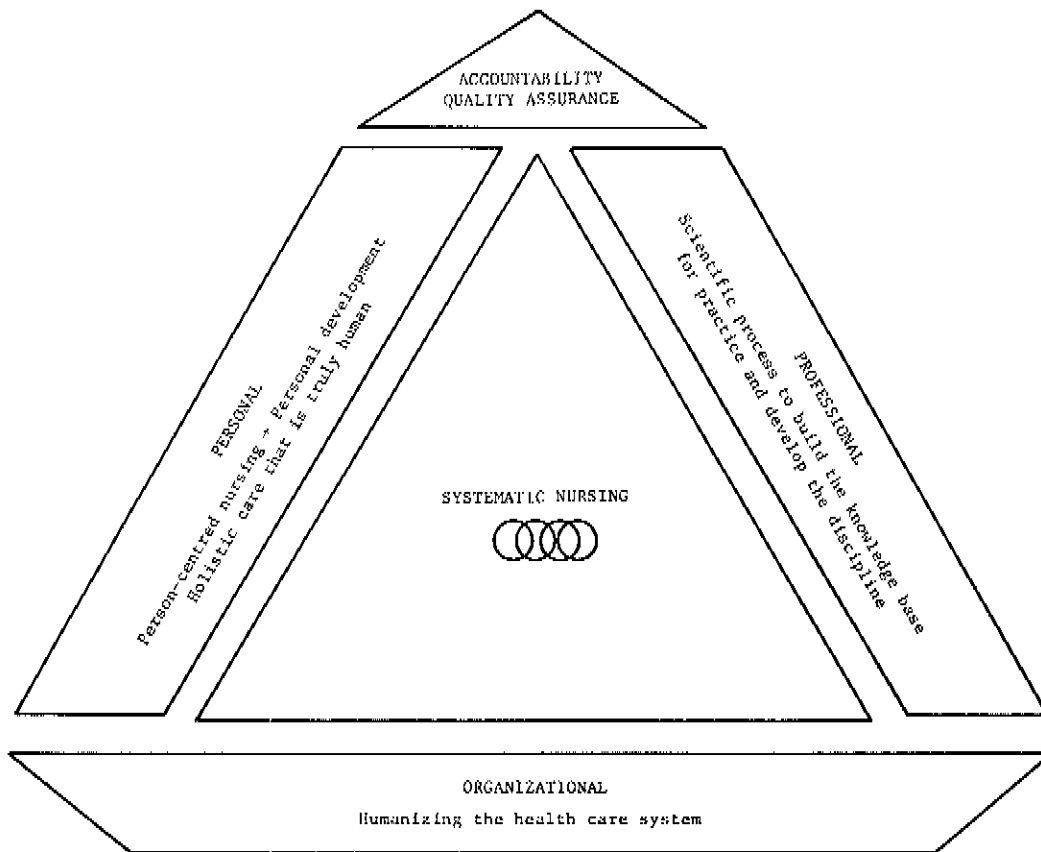 ACCOUNTABILITY
QUALITY ASSURANCE
PERSONAL
Person-centred nursing → Personal development
Holistic care that is truly human
PROFESSIONAL
Scientific process to build the knowledge base
for practice and develop the discipline
SYSTEMATIC NURSING
ORGANIZATIONAL
Humanizing the health care system